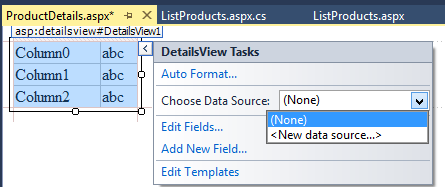 ProductDetails.aspx* ListProducts.aspx.cs ListProducts.aspx
asp:detailsview#DetailsView1
Column0 abc
Column1 abc
Column2 abc
DetailsView Tasks
Auto Format...
Choose Data Source: (None)
(None)
<New data source...>
Edit Fields...
Add New Field...
Edit Templates